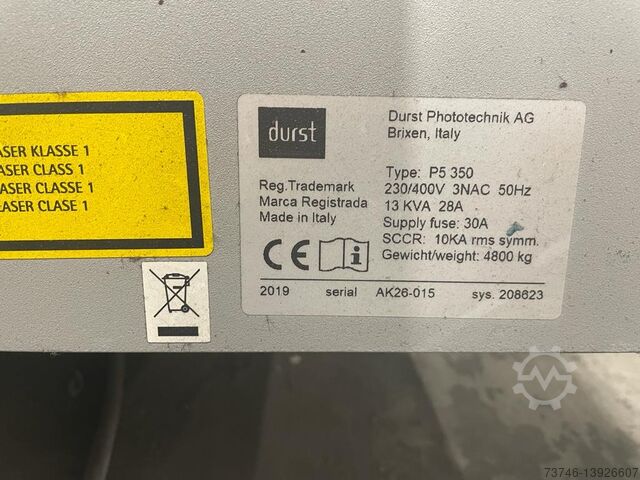 ASER KLASSE 1
ASER CLASS 1
ASER CLASSE 1
ASER CLASE 1
durst
Durst Phototechnik AG
Brixen, Italy
Type: P5 350
Reg.Trademark 230/400V 3NAC 50Hz
Marca Registrada 13 KVA 28A
Made in Italy Supply fuse: 30A
SCCR: 10KA rms symm.
CE Gewicht/weight: 4800 kg
2019 serial AK26-015 sys. 208623
73746-13926607